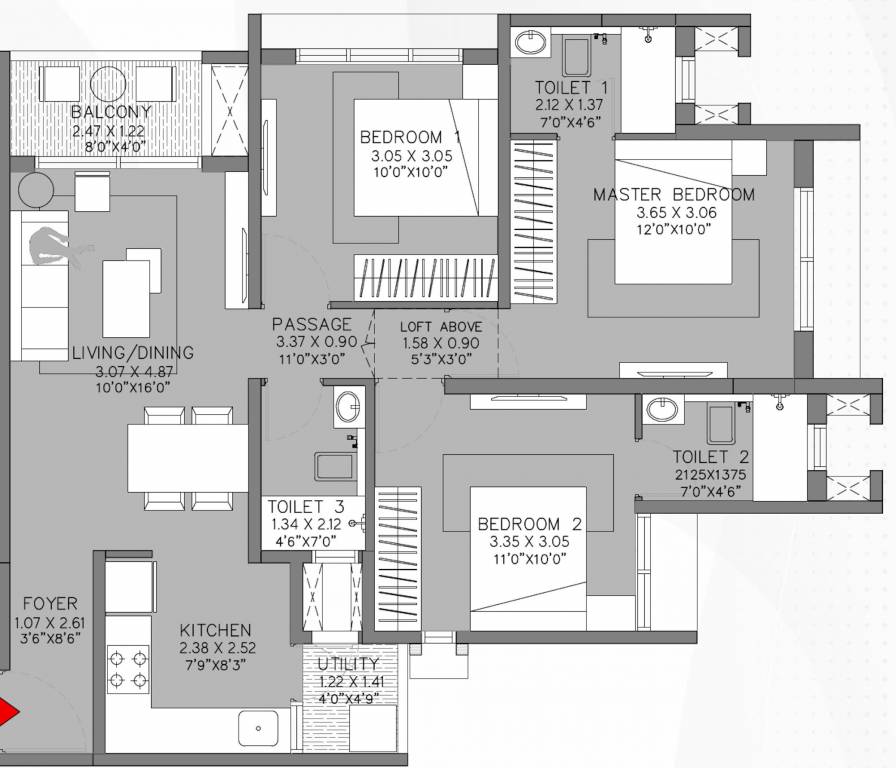 BALCONY
2.47 X 1.22
8'0"X4'0"
BEDROOM 1
3.05 X 3.05
10'0"X10'0"
TOILET 1
2.12 X 1.37
7'0"X4'6"
MASTER BEDROOM
3.65 X 3.06
12'0"X10'0"
LIVING/DINING
3.07 X 4.87
10'0"X16'0"
PASSAGE
3.37 X 0.90
11'0"X3'0"
LOFT ABOVE
1.58 X 0.90
5'3"X3'0"
TOILET 3
1.34 X 2.12
4'6"X7'0"
BEDROOM 2
3.35 X 3.05
11'0"X10'0"
TOILET 2
2125X1375
7'0"X4'6"
FOYER
1.07 X 2.61
3'6"X8'6"
KITCHEN
2.38 X 2.52
7'9"X8'3"
UTILITY
1.22 X 1.41
4'0"X4'9"